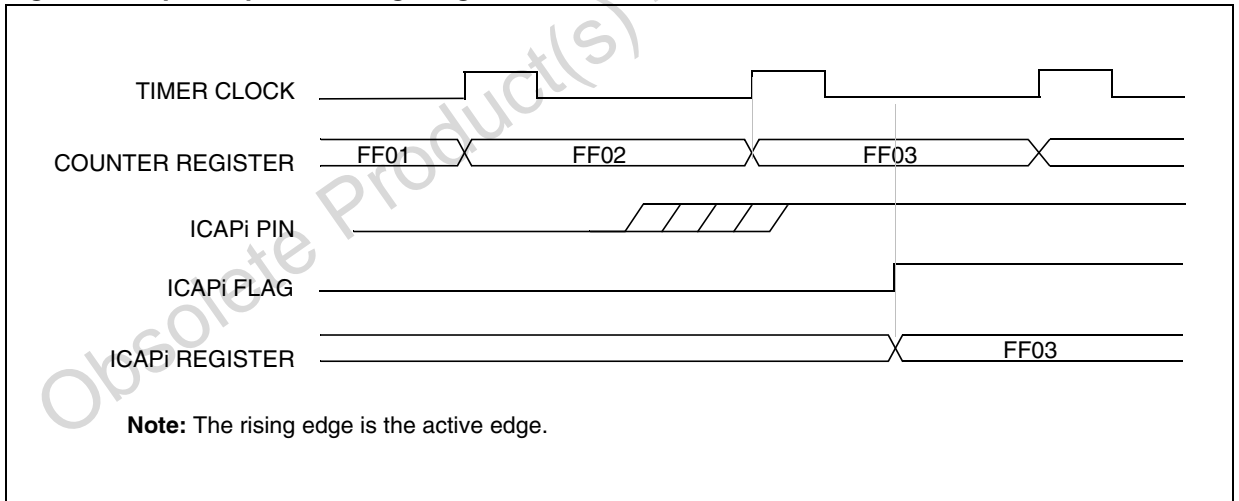 TIMER CLOCK
COUNTER REGISTER FF01 FF02 FF03
ICAPi PIN
ICAPi FLAG
ICAPi REGISTER FF03
Note: The rising edge is the active edge.
Obsolete Product(s)